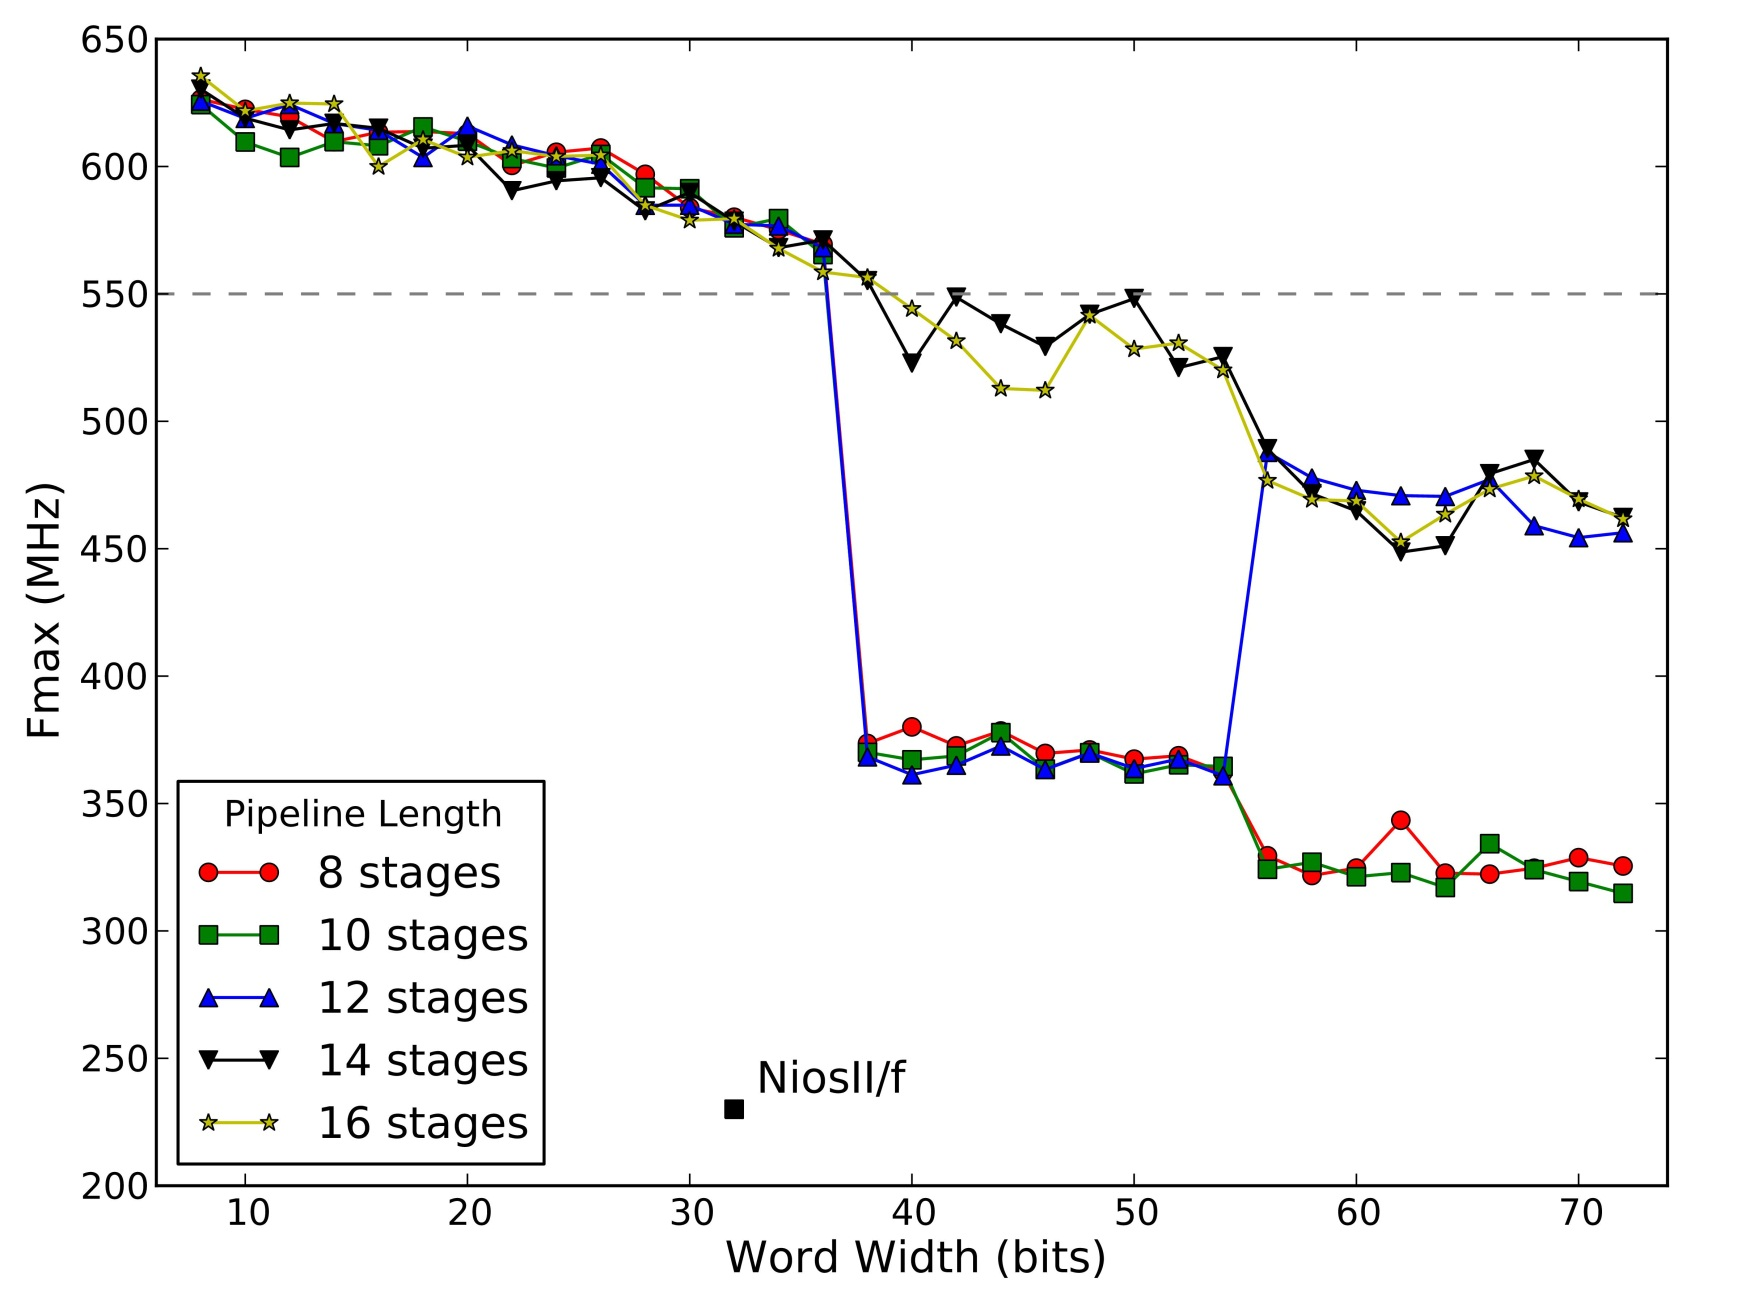 650
600
550
500
450
400
350
300
250
200
Fmax (MHz)
Pipeline Length
8 stages
10 stages
12 stages
14 stages
16 stages
NiosII/f
10 20 30 40 50 60 70
Word Width (bits)